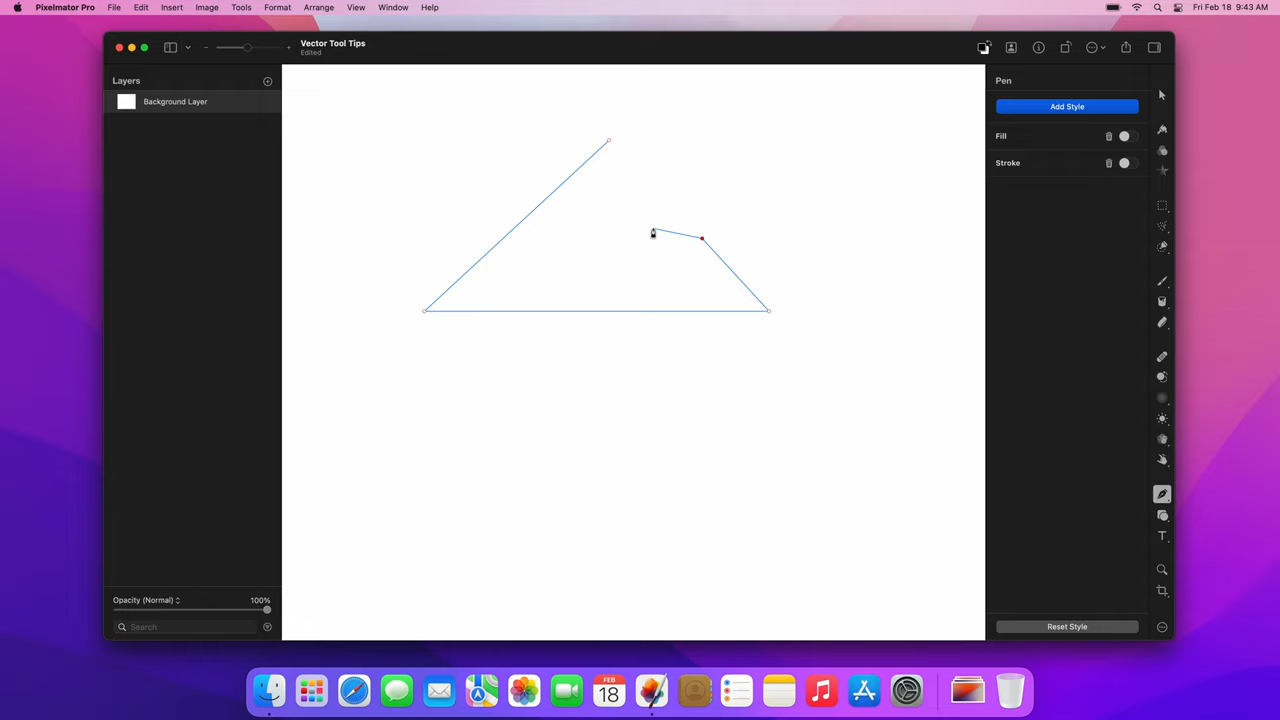 Pixelmator Pro File Edit Insert Image Tools Format Arrange View Window Help Fri Feb 18 9:43 AM
Vector Tool Tips
Edited
Layers
Background Layer
Pen
Add Style
Fill
Stroke
Opacity (Normal) 100%
Search
Reset Style
FEB
18